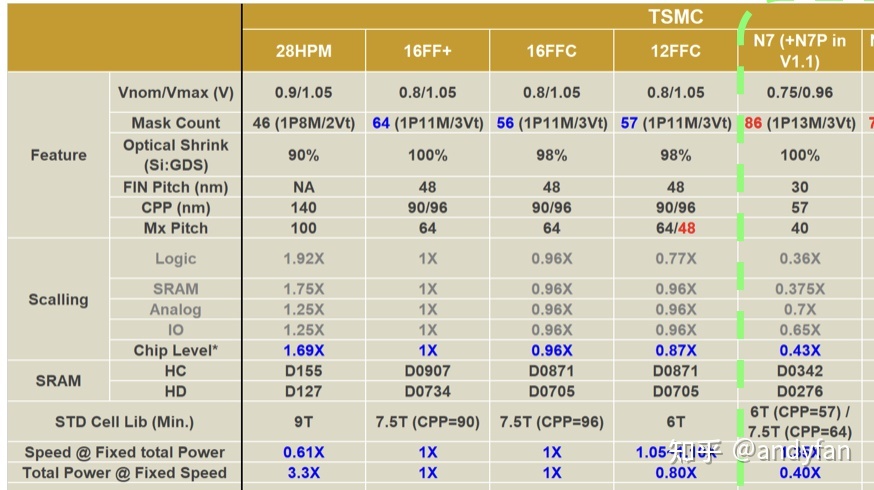 TSMC
28HPM 16FF+ 16FFC 12FFC N7 (+N7P in V1.1)
Feature
Vnom/Vmax (V) 0.9/1.05 0.8/1.05 0.8/1.05 0.8/1.05 0.75/0.96
Mask Count 46 (1P8M/2Vt) 64 (1P11M/3Vt) 56 (1P11M/3Vt) 57 (1P11M/3Vt) 86 (1P13M/3Vt)
Optical Shrink (Si:GDS) 90% 100% 98% 98% 100%
FIN Pitch (nm) NA 48 48 48 30
CPP (nm) 140 90/96 90/96 90/96 57
Mx Pitch 100 64 64 64/48 40
Scalling
Logic 1.92X 1X 0.96X 0.77X 0.36X
SRAM 1.75X 1X 0.96X 0.96X 0.375X
Analog 1.25X 1X 0.96X 0.96X 0.7X
IO 1.25X 1X 0.96X 0.96X 0.65X
Chip Level* 1.69X 1X 0.96X 0.87X 0.43X
SRAM
HC D155 D0907 D0871 D0871 D0342
HD D127 D0734 D0705 D0705 D0276
STD Cell Lib (Min.) 9T 7.5T (CPP=90) 7.5T (CPP=96) 6T 6T (CPP=57) / 7.5T (CPP=64)
Speed @ Fixed total Power 0.61X 1X 1X
Total Power @ Fixed Speed 3.3X 1X 1X 0.80X 0.40X
知乎 @andyfan